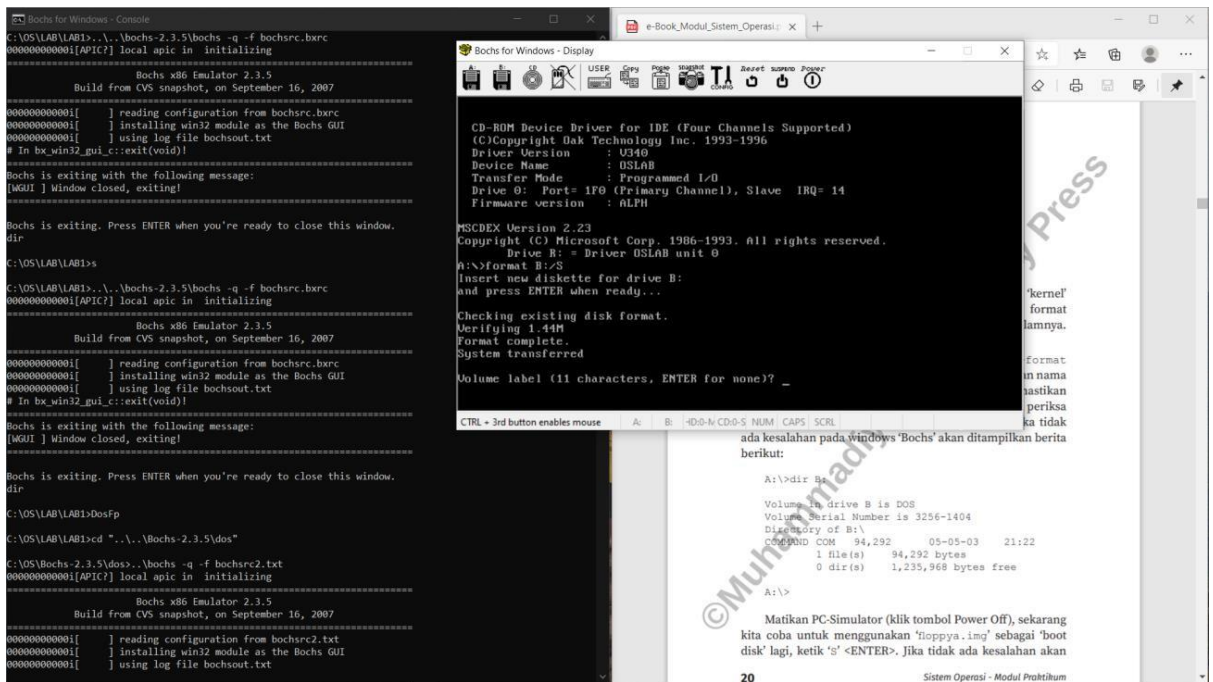 Bochs for Windows - Console
C:\OS\LAB\LAB1>..\..\bochs-2.3.5\bochs -q -f bochsrc.bxrc
00000000000i[APIC?] local apic in  initializing
========================================================================
Bochs x86 Emulator 2.3.5
Build from CVS snapshot, on September 16, 2007
========================================================================
00000000000i[     ] reading configuration from bochsrc.bxrc
00000000000i[     ] installing win32 module as the Bochs GUI
00000000000i[     ] using log file bochsout.txt
# In bx_win32_gui_c::exit(void)!
========================================================================
Bochs is exiting with the following message:
[WGUI ] Window closed, exiting!
========================================================================
Bochs is exiting. Press ENTER when you're ready to close this window.
dir
C:\OS\LAB\LAB1>s
C:\OS\LAB\LAB1>..\..\bochs-2.3.5\bochs -q -f bochsrc.bxrc
00000000000i[APIC?] local apic in  initializing
========================================================================
Bochs x86 Emulator 2.3.5
Build from CVS snapshot, on September 16, 2007
========================================================================
00000000000i[     ] reading configuration from bochsrc.bxrc
00000000000i[     ] installing win32 module as the Bochs GUI
00000000000i[     ] using log file bochsout.txt
# In bx_win32_gui_c::exit(void)!
========================================================================
Bochs is exiting with the following message:
[WGUI ] Window closed, exiting!
========================================================================
Bochs is exiting. Press ENTER when you're ready to close this window.
dir
C:\OS\LAB\LAB1>DosFp
C:\OS\LAB\LAB1>cd "..\..\Bochs-2.3.5\dos"
C:\OS\Bochs-2.3.5\dos>..\bochs -q -f bochsrc2.txt
00000000000i[APIC?] local apic in  initializing
========================================================================
Bochs x86 Emulator 2.3.5
Build from CVS snapshot, on September 16, 2007
========================================================================
00000000000i[     ] reading configuration from bochsrc2.txt
00000000000i[     ] installing win32 module as the Bochs GUI
00000000000i[     ] using log file bochsout.txt
Bochs for Windows - Display
A: B: CD USER Copy Paste snapshot CONFIG Reset SUSPEND Power
CD-ROM Device Driver for IDE (Four Channels Supported)
(C)Copyright Oak Technology Inc. 1993-1996
Driver Version    : V340
Device Name       : OSLAB
Transfer Mode     : Programmed I/O
Drive 0:  Port= 1F0 (Primary Channel), Slave  IRQ= 14
Firmware version  : ALPH
MSCDEX Version 2.23
Copyright (C) Microsoft Corp. 1986-1993. All rights reserved.
Drive R: = Driver OSLAB unit 0
A:\>format B:/S
Insert new diskette for drive B:
and press ENTER when ready...
Checking existing disk format.
Verifying 1.44M
Format complete.
System transferred
Volume label (11 characters, ENTER for none)? _
CTRL + 3rd button enables mouse A: B: CD:0-S NUM CAPS SCRL
e-Book_Modul_Sistem_Operasi.
'kernel'
format
lamnya.
format
an nama
mastikan
periksa
ka tidak
ada kesalahan pada windows 'Bochs' akan ditampilkan berita
berikut:
A:\>dir B:
Volume in drive B is DOS
Volume Serial Number is 3256-1404
Directory of B:\
COMMAND COM 94,292 05-05-03 21:22
1 file(s) 94,292 bytes
0 dir(s) 1,235,968 bytes free
A:\>
Matikan PC-Simulator (klik tombol Power Off), sekarang
kita coba untuk menggunakan 'floppya.img' sebagai 'boot
disk' lagi, ketik 'S' <ENTER>. Jika tidak ada kesalahan akan
20 Sistem Operasi - Modul Praktikum